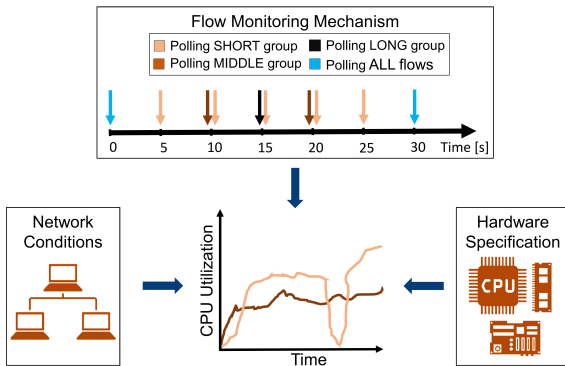 Flow Monitoring Mechanism
Polling SHORT group
Polling LONG group
Polling MIDDLE group
Polling ALL flows
0 5 10 15 20 25 30 Time [s]
Network
Conditions
CPU Utilization
Time
Hardware
Specification
CPU